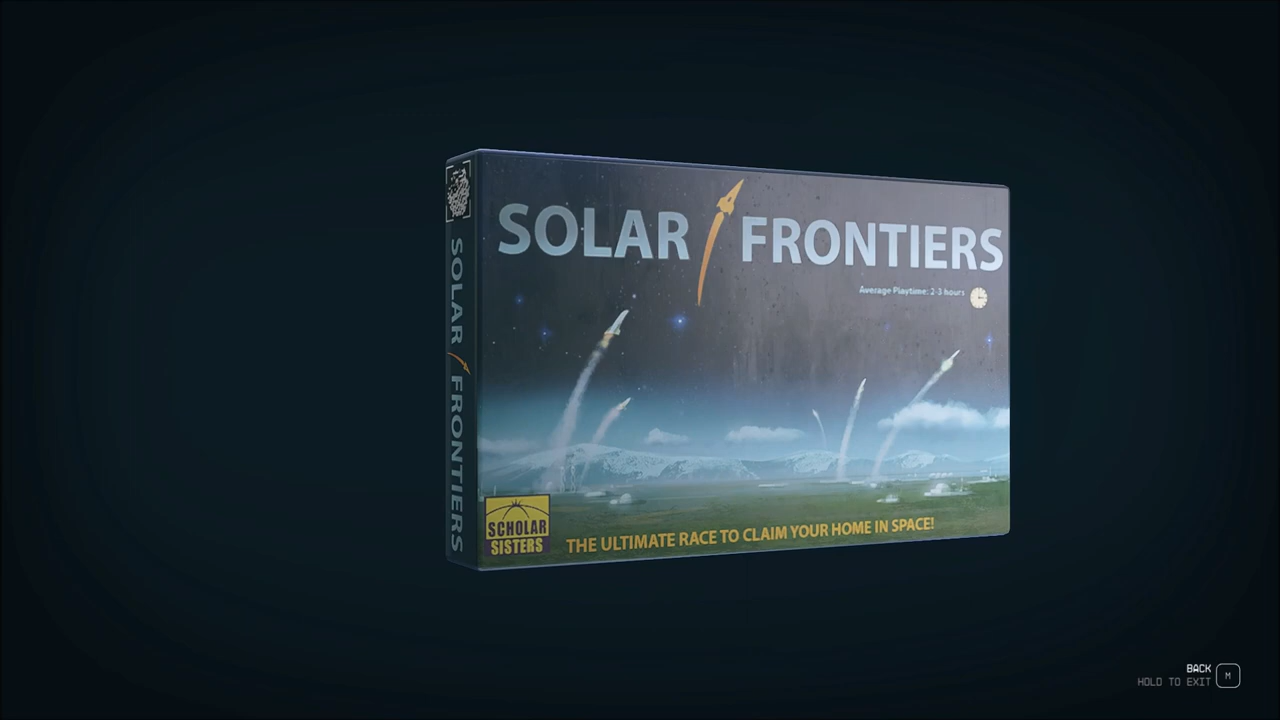 SOLAR FRONTIERS
Average Playtime: 2-3 hours
SOLAR FRONTIERS
SCHOLAR
SISTERS
THE ULTIMATE RACE TO CLAIM YOUR HOME IN SPACE!
BACK
HOLD TO EXIT
M